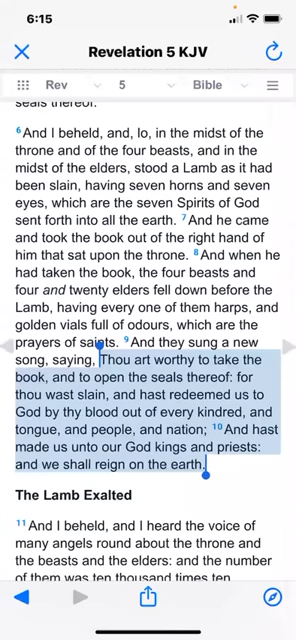 6:15
Revelation 5 KJV
Rev 5 Bible
seals thereof.
6And I beheld, and, lo, in the midst of the
throne and of the four beasts, and in the
midst of the elders, stood a Lamb as it had
been slain, having seven horns and seven
eyes, which are the seven Spirits of God
sent forth into all the earth. 7And he came
and took the book out of the right hand of
him that sat upon the throne. 8And when he
had taken the book, the four beasts and
four and twenty elders fell down before the
Lamb, having every one of them harps, and
golden vials full of odours, which are the
prayers of saints. 9And they sung a new
song, saying, Thou art worthy to take the
book, and to open the seals thereof: for
thou wast slain, and hast redeemed us to
God by thy blood out of every kindred, and
tongue, and people, and nation; 10And hast
made us unto our God kings and priests:
and we shall reign on the earth.
The Lamb Exalted
11And I beheld, and I heard the voice of
many angels round about the throne and
the beasts and the elders: and the number
of them was ten thousand times ten